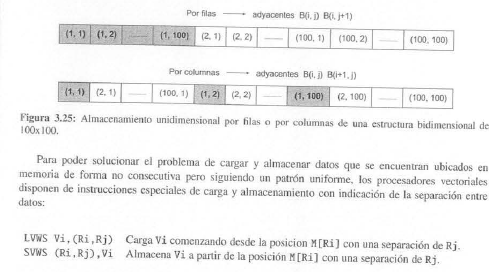 Por filas ⟶ adyacentes B(i, j) B(i, j+1)
(1, 1) (1, 2) ........ (1, 100) (2, 1) (2, 2) ........ (100, 1) (100, 2) ........ (100, 100)
Por columnas ⟶ adyacentes B(i, j) B(i+1, j)
(1, 1) (2, 1) ........ (100, 1) (1, 2) (2, 2) ........ (1, 100) (2, 100) ........ (100, 100)
Figura 3.25: Almacenamiento unidimensional por filas o por columnas de una estructura bidimensional de
100x100.
Para poder solucionar el problema de cargar y almacenar datos que se encuentran ubicados en
memoria de forma no consecutiva pero siguiendo un patrón uniforme, los procesadores vectoriales
disponen de instrucciones especiales de carga y almacenamiento con indicación de la separación entre
datos:
LVWS Vi,(Ri,Rj) Carga Vi comenzando desde la posicion M[Ri] con una separación de Rj.
SVWS (Ri,Rj),Vi Almacena Vi a partir de la posición M[Ri] con una separación de Rj.